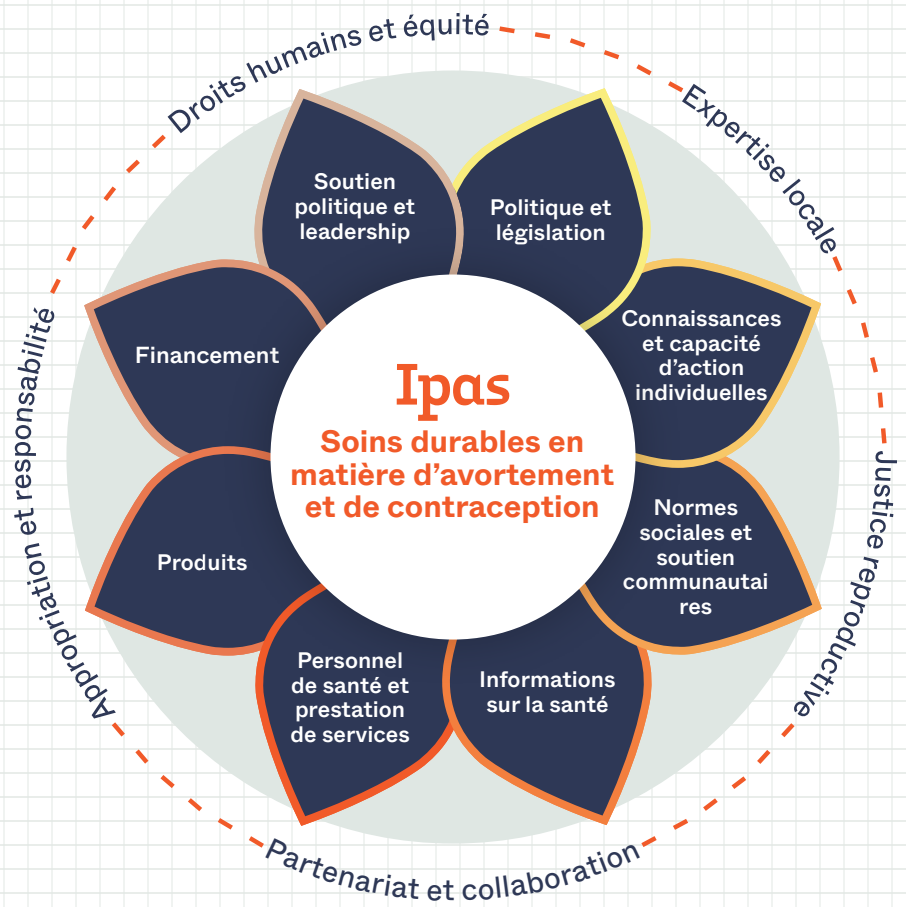 Droits humains et équité
Expertise locale
Justice reproductive
Partenariat et collaboration
Appropriation et responsabilité
Soutien
politique et
leadership
Politique et
législation
Connaissances
et capacité
d’action
individuelles
Normes
sociales et
soutien
communautai
res
Informations
sur la santé
Personnel
de santé et
prestation
de services
Produits
Financement
Ipas
Soins durables en
matière d’avortement
et de contraception